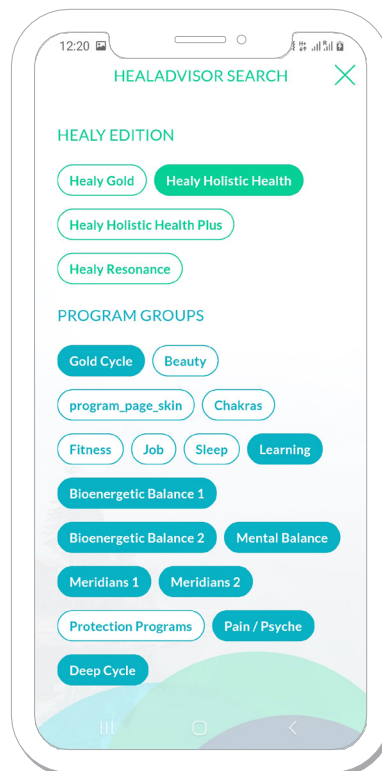 12:20
HEALADVISOR SEARCH
HEALY EDITION
Healy Gold Healy Holistic Health
Healy Holistic Health Plus
Healy Resonance
PROGRAM GROUPS
Gold Cycle Beauty
program_page_skin Chakras
Fitness Job Sleep Learning
Bioenergetic Balance 1
Bioenergetic Balance 2 Mental Balance
Meridians 1 Meridians 2
Protection Programs Pain / Psyche
Deep Cycle